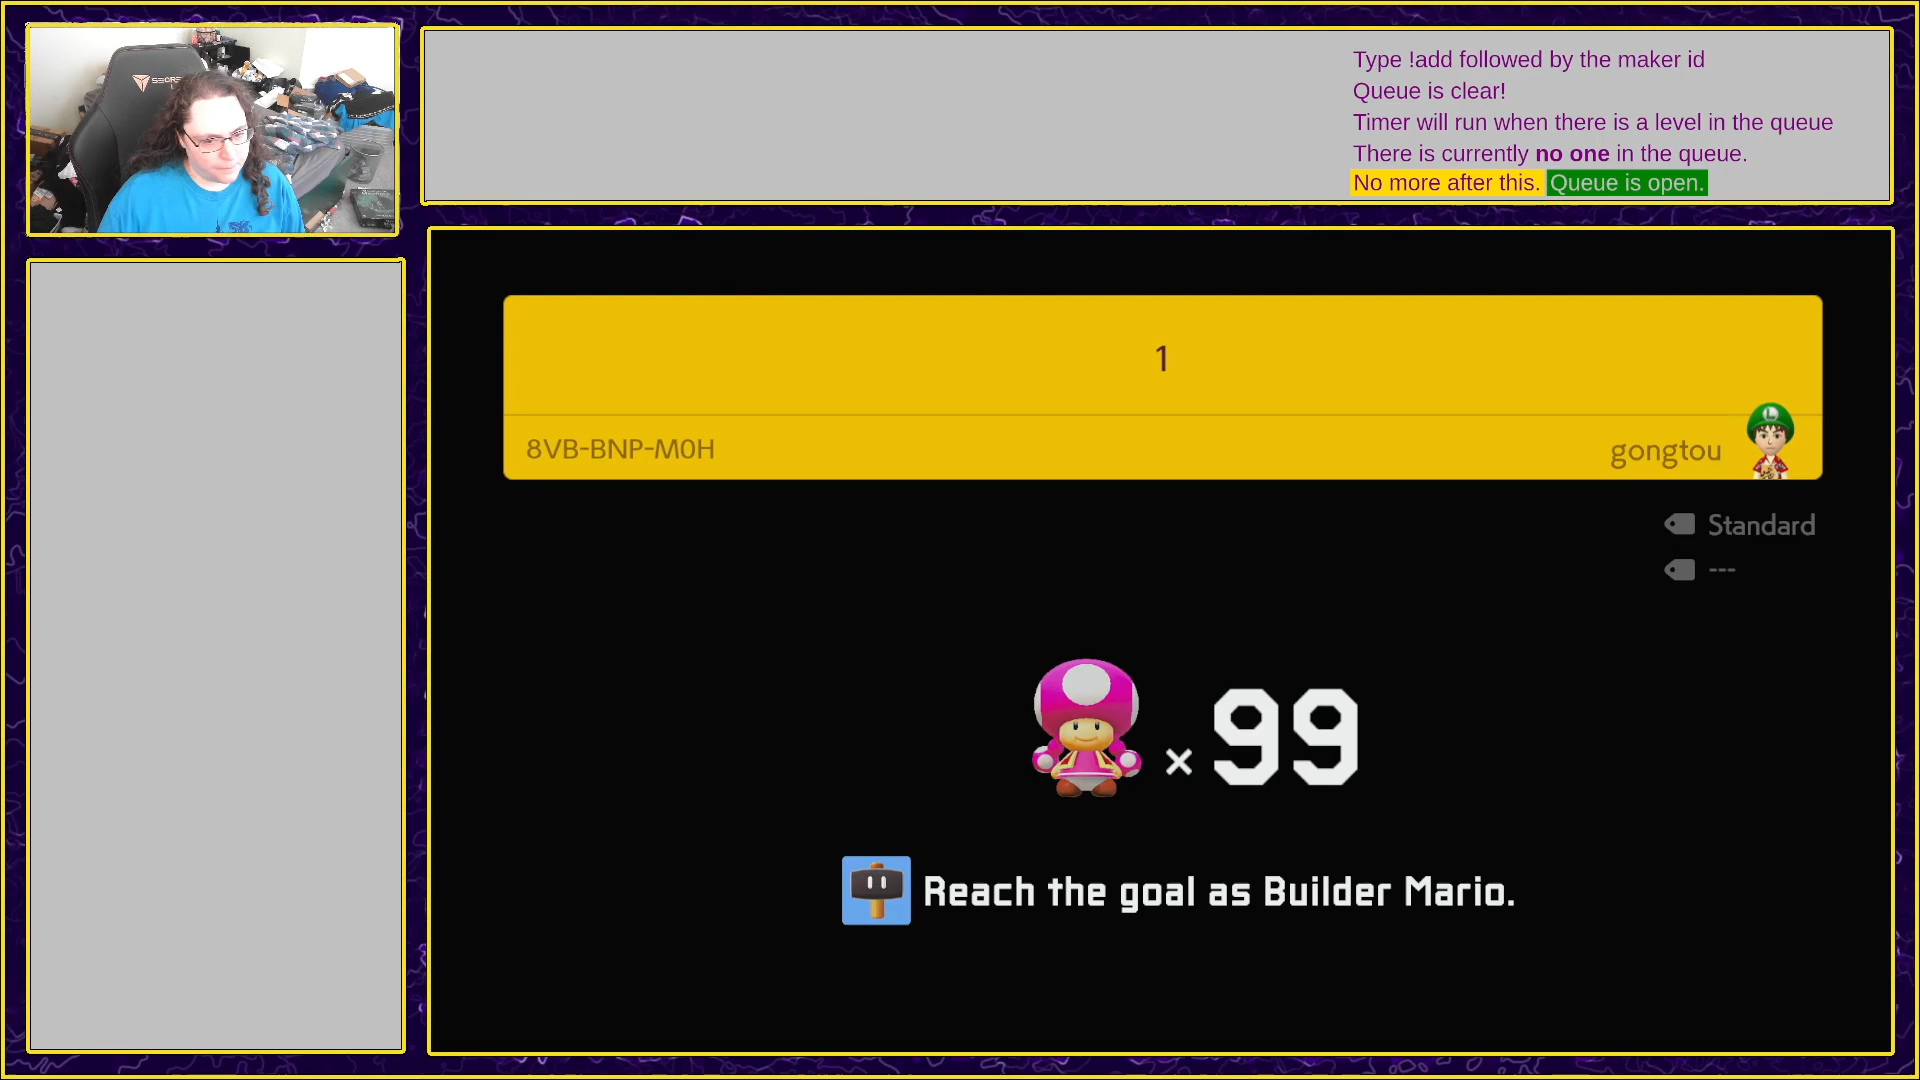 Type !add followed by the maker id
Queue is clear!
Timer will run when there is a level in the queue
There is currently no one in the queue.
No more after this. Queue is open.
1
8VB-BNP-M0H
gongtou
Standard
---
× 99
Reach the goal as Builder Mario.